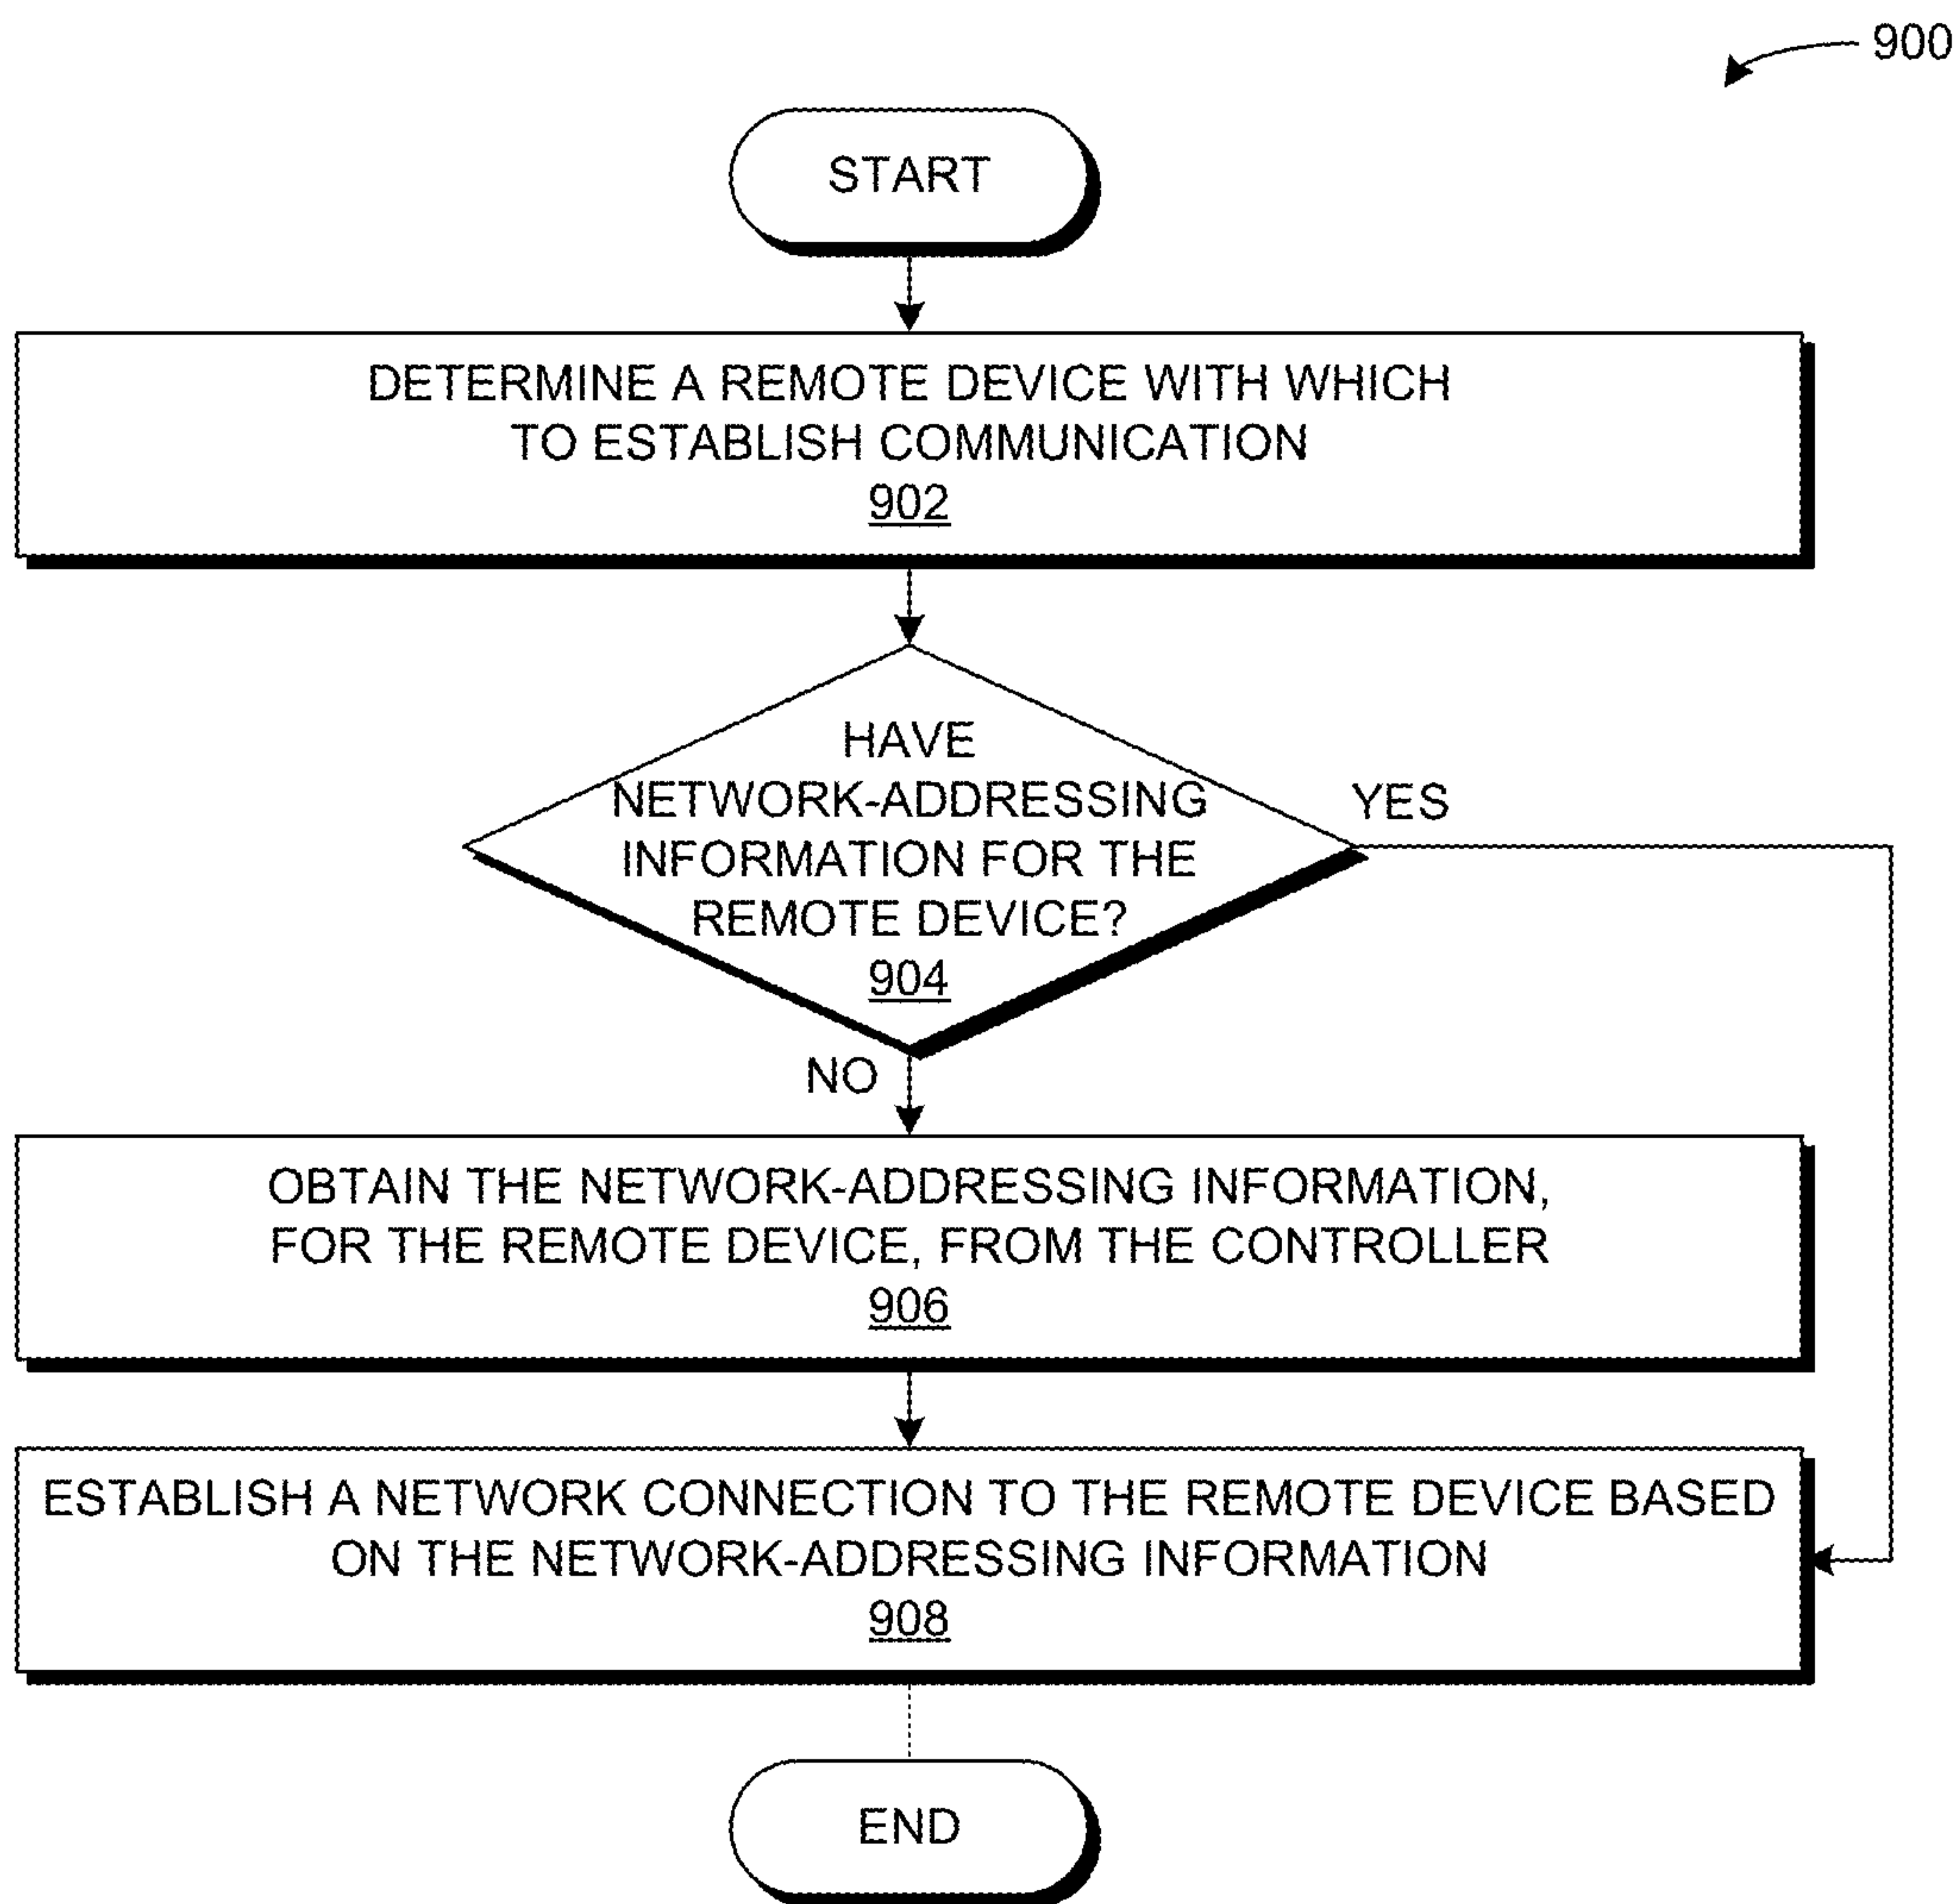 900
START
DETERMINE A REMOTE DEVICE WITH WHICH
TO ESTABLISH COMMUNICATION
902
HAVE
NETWORK-ADDRESSING
INFORMATION FOR THE
REMOTE DEVICE?
904
YES
NO
OBTAIN THE NETWORK-ADDRESSING INFORMATION,
FOR THE REMOTE DEVICE, FROM THE CONTROLLER
906
ESTABLISH A NETWORK CONNECTION TO THE REMOTE DEVICE BASED
ON THE NETWORK-ADDRESSING INFORMATION
908
END